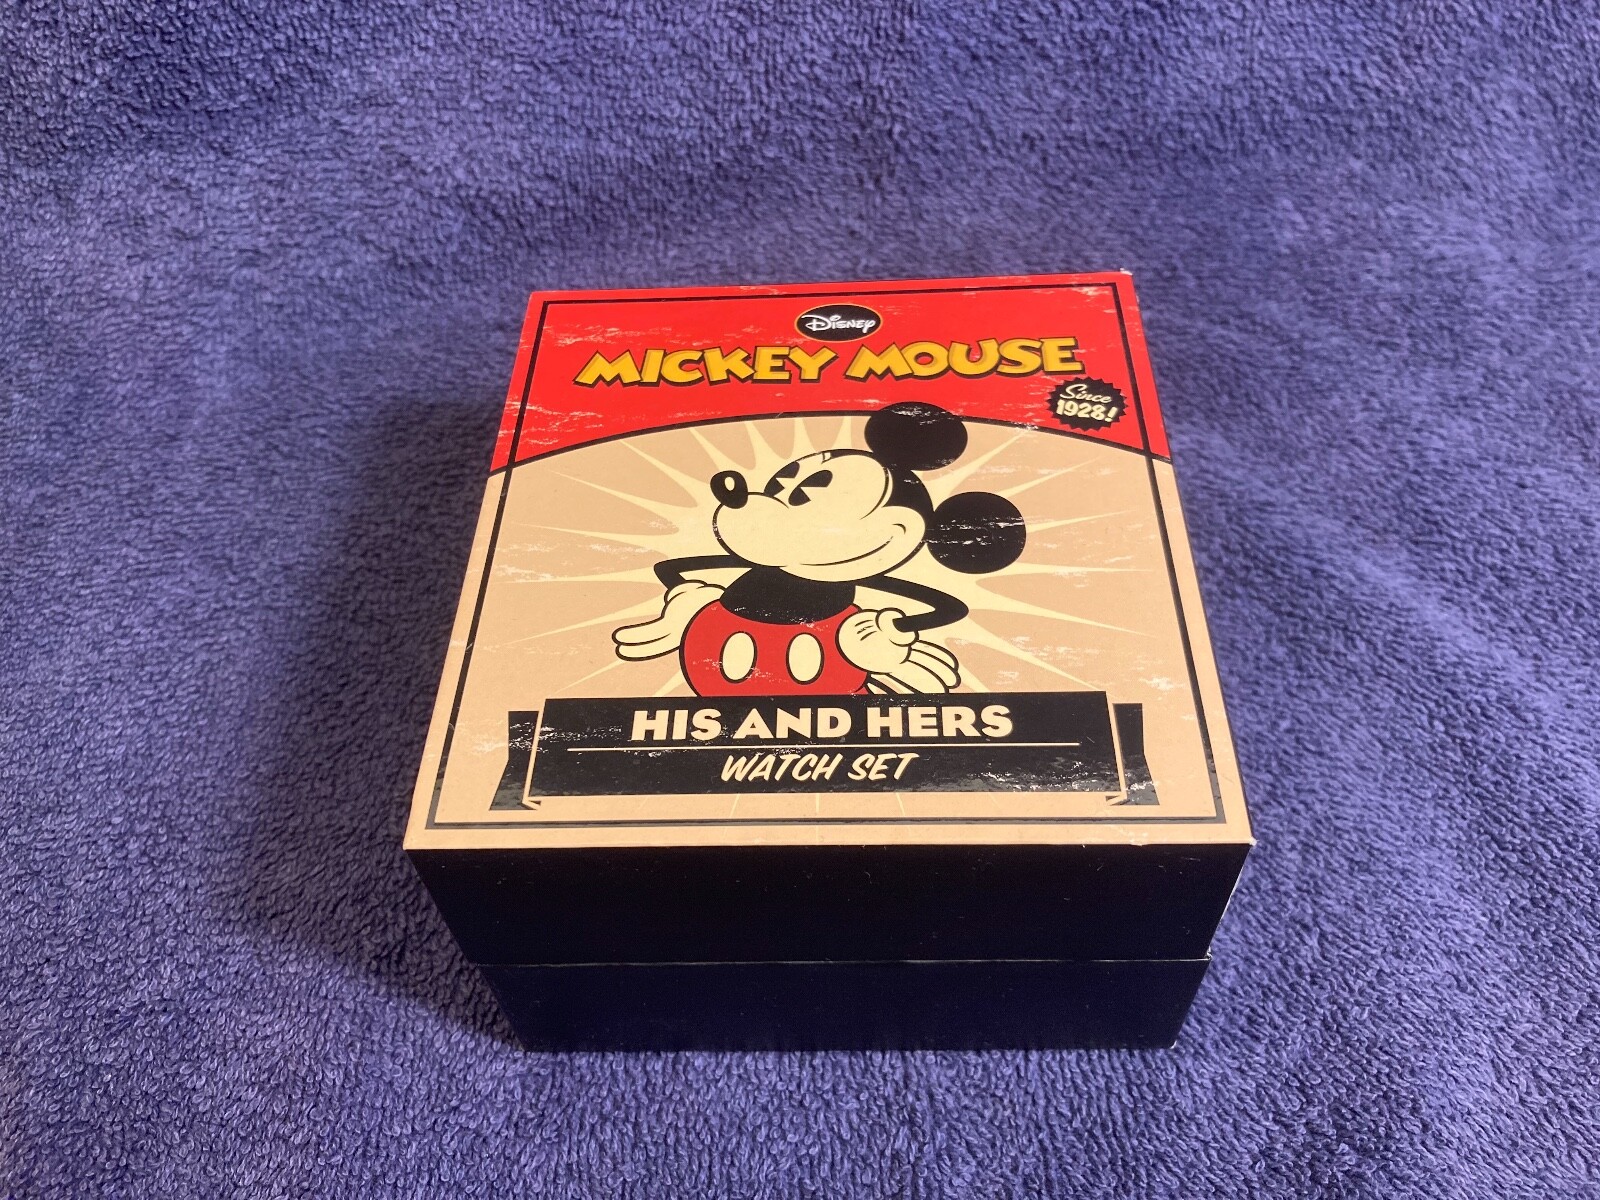 Disney
MICKEY MOUSE
Since
1928!
HIS AND HERS
WATCH SET